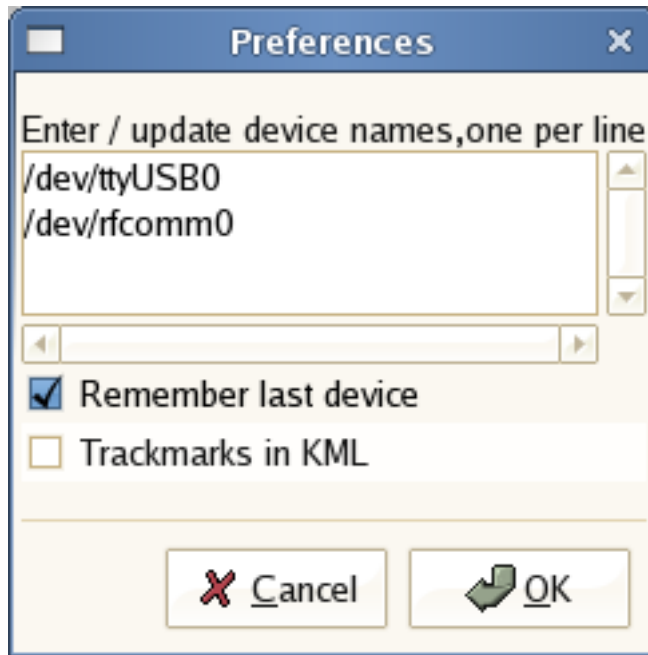 Preferences
Enter / update device names,one per line
/dev/ttyUSB0
/dev/rfcomm0
Remember last device
Trackmarks in KML
Cancel
OK